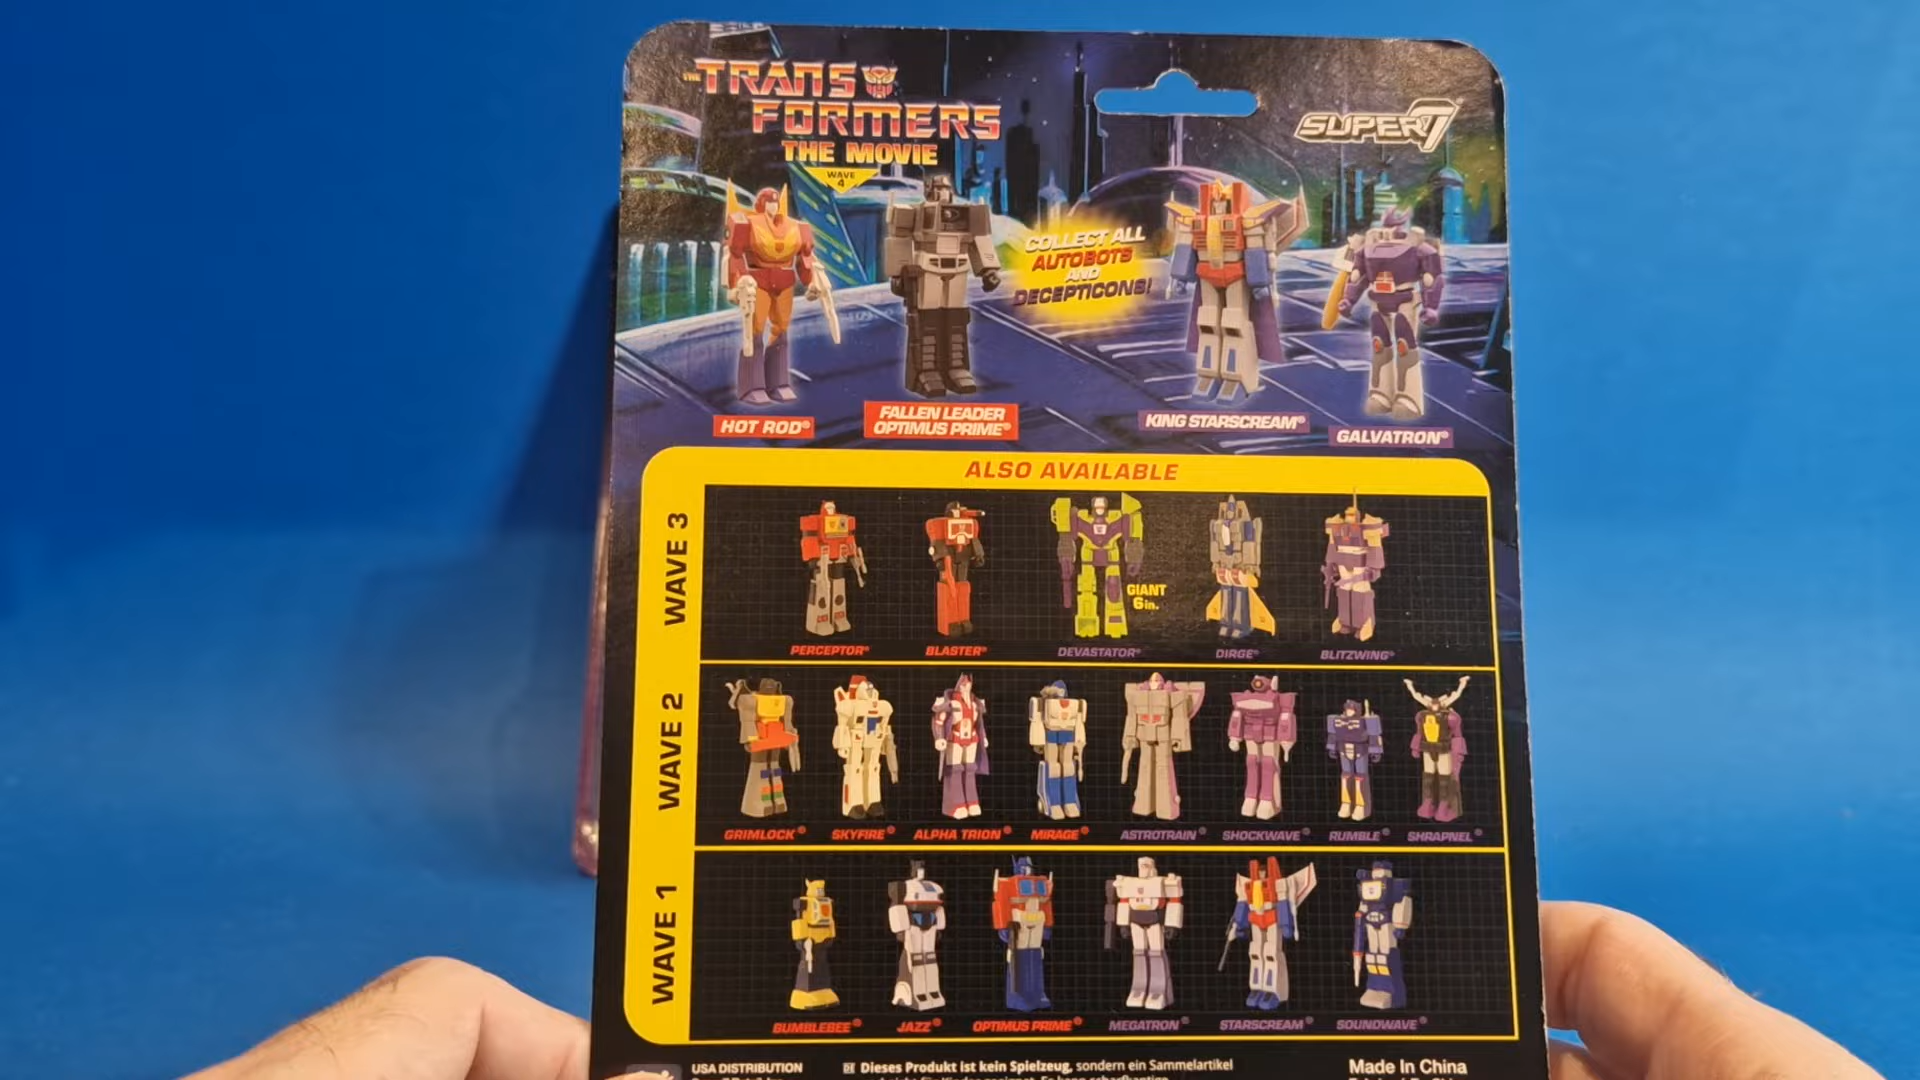 THE TRANS
FORMERS
THE MOVIE
SUPER7
WAVE
4
COLLECT ALL
AUTOBOTS
AND
DECEPTICONS!
HOT ROD®
FALLEN LEADER
OPTIMUS PRIME®
KING STARSCREAM®
GALVATRON®
ALSO AVAILABLE
WAVE 3
GIANT
6in.
PERCEPTOR®
BLASTER®
DEVASTATOR®
DIRGE®
BLITZWING®
WAVE 2
GRIMLOCK®
SKYFIRE®
ALPHA TRION®
MIRAGE®
ASTROTRAIN®
SHOCKWAVE®
RUMBLE®
SHRAPNEL®
WAVE 1
BUMBLEBEE®
JAZZ®
OPTIMUS PRIME®
MEGATRON®
STARSCREAM®
SOUNDWAVE®
USA DISTRIBUTION
DE Dieses Produkt ist kein Spielzeug, sondern ein Sammelartikel
Made In China